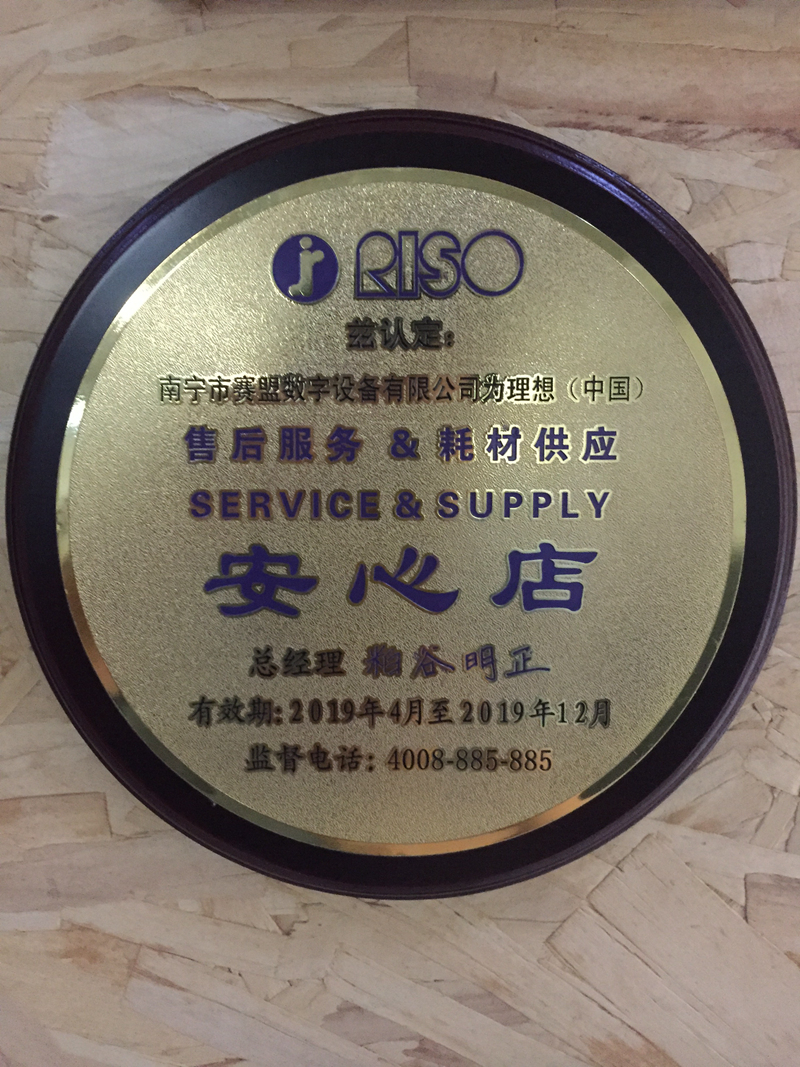 RISO
兹认定:
南宁市赛盟数字设备有限公司为理想（中国）
售后服务 & 耗材供应
SERVICE & SUPPLY
安心店
总经理 粕谷明正
有效期:2019年4月至2019年12月
监督电话: 4008-885-885